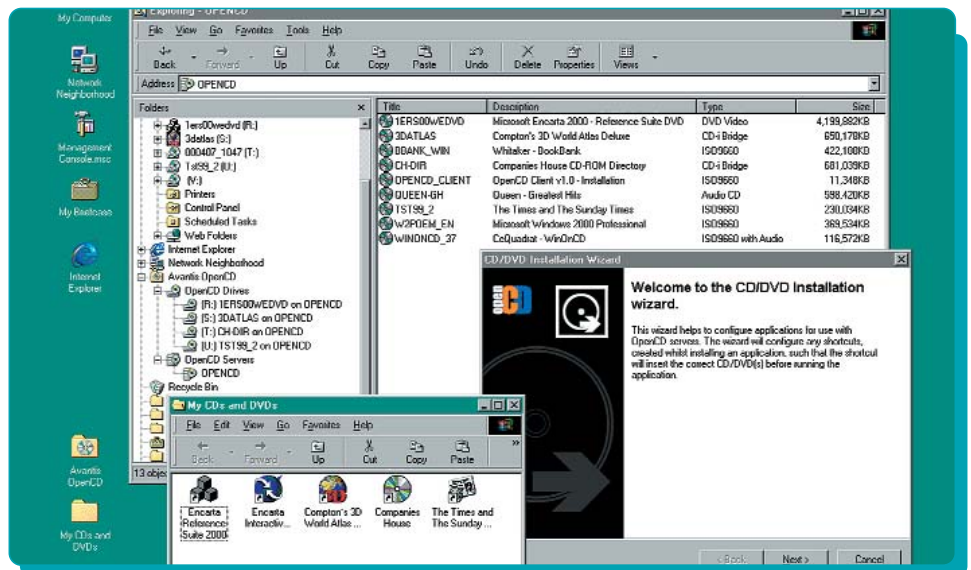 My Computer
Network
Neighborhood
Management
Console.msc
My Briefcase
Internet
Explorer
Avantis
OpenCD
My CDs and
DVDs
Exploring - OPENCD
File View Go Favorites Tools Help
Back Forward Up Cut Copy Paste Undo Delete Properties Views
Address OPENCD
Folders
1ers00wedvd (R:)
3datlas (S:)
000407_1047 (T:)
Tst99_2 (U:)
(V:)
Printers
Control Panel
Scheduled Tasks
Web Folders
Internet Explorer
Network Neighborhood
Avantis OpenCD
OpenCD Drives
(R:) 1ERS00WEDVD on OPENCD
(S:) 3DATLAS on OPENCD
(T:) CH-DIR on OPENCD
(U:) TST99_2 on OPENCD
OpenCD Servers
OPENCD
Recycle Bin
13 objec
Title Description Type Size
1ERS00WEDVD Microsoft Encarta 2000 - Reference Suite DVD DVD Video 4,199,882KB
3DATLAS Compton's 3D World Atlas Deluxe CD-i Bridge 650,178KB
BBANK_WIN Whitaker - BookBank ISO9660 422,108KB
CH-DIR Companies House CD-ROM Directory CD-i Bridge 681,039KB
OPENCD_CLIENT OpenCD Client v1.0 - Installation ISO9660 11,348KB
QUEEN-GH Queen - Greatest Hits Audio CD 598,420KB
TST99_2 The Times and The Sunday Times ISO9660 230,034KB
W2POEM_EN Microsoft Windows 2000 Professional ISO9660 369,534KB
WINONCD_37 CeQuadrat - WinOnCD ISO9660 with Audio 116,572KB
CD/DVD Installation Wizard
open CD
Welcome to the CD/DVD Installation
wizard.
This wizard helps to configure applications for use with
OpenCD servers. The wizard will configure any shortcuts,
created whilst installing an application, such that the shortcut
will insert the correct CD/DVD(s) before running the
application.
< Back Next > Cancel
My CDs and DVDs
File Edit View Go Favorites Help
Back Forward Up Cut Copy Paste
Encarta
Reference
Suite 2000
Encarta
Interactiv...
Compton's 3D
World Atlas ...
Companies
House
The Times and
The Sunday ...